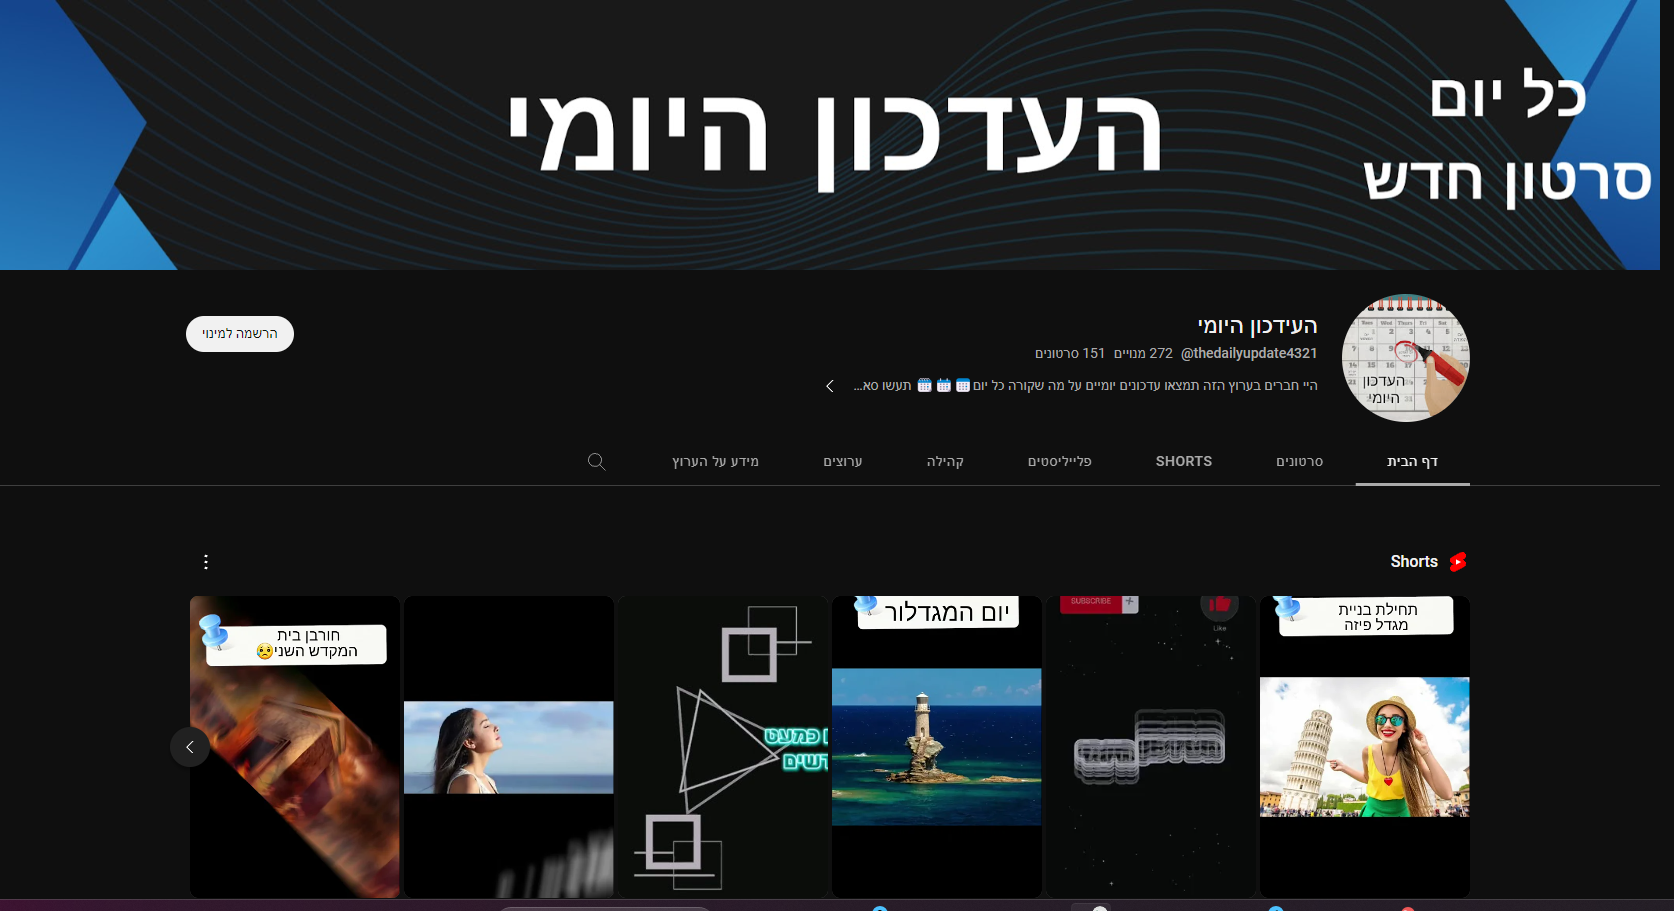 כל יום
סרטון חדש
העדכון היומי
העידכון היומי
@thedailyupdate4321 272 מנויים 151 סרטונים
היי חברים בערוץ הזה תמצאו עדכונים יומיים על מה שקורה כל יום🗓️ 🗓️ 🗓️ תעשו סא...
הרשמה למינוי
העדכון
היומי
דף הבית
סרטונים
SHORTS
פלייליסטים
קהילה
ערוצים
מידע על הערוץ
Shorts
תחילת בניית
מגדל פיזה
SUBSCRIBE
Like
יום המגדלור
כמעט
חורבן בית
המקדש השני😥